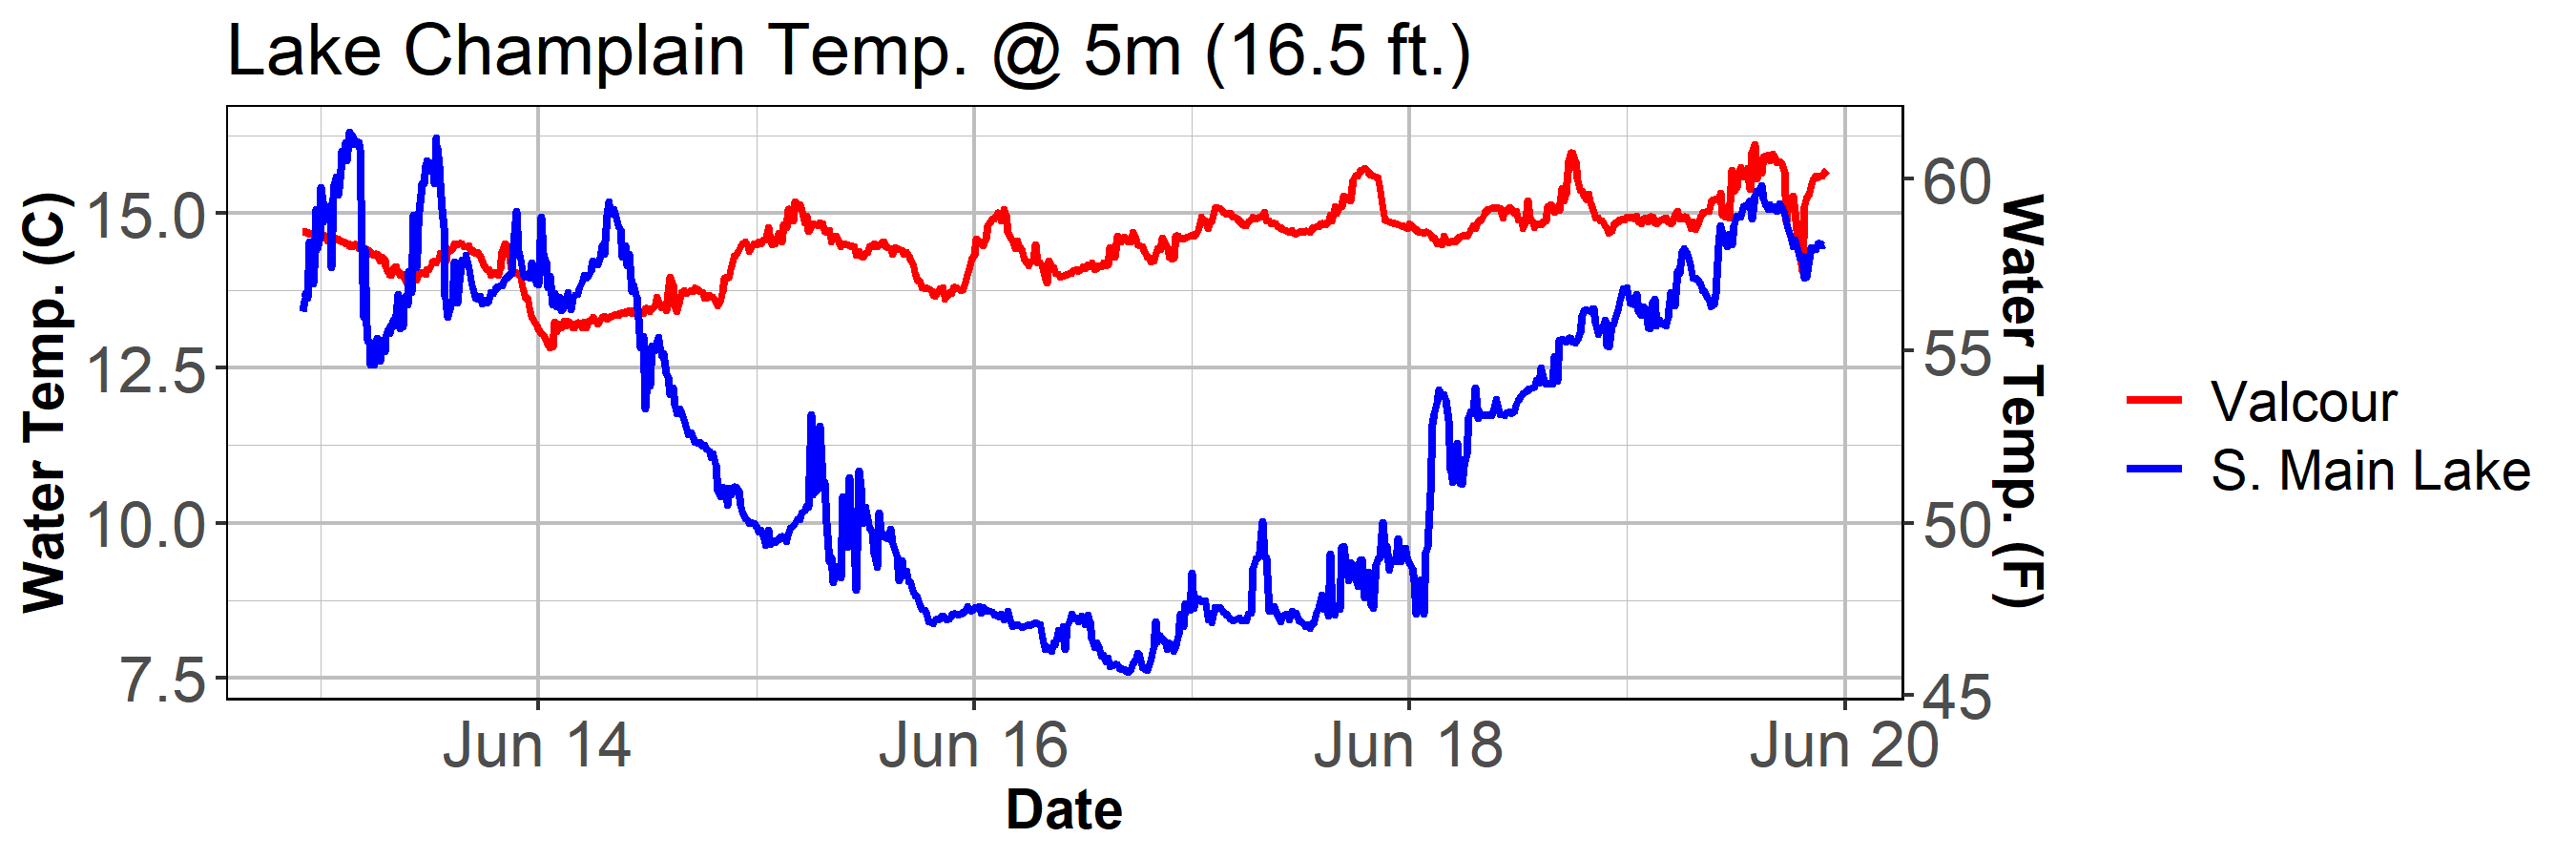 Lake Champlain Temp. @ 5m (16.5 ft.)
Water Temp. (C)
15.0
12.5
10.0
7.5
60
55
50
45
Water Temp. (F)
Jun 14
Jun 16
Jun 18
Jun 20
Date
Valcour
S. Main Lake